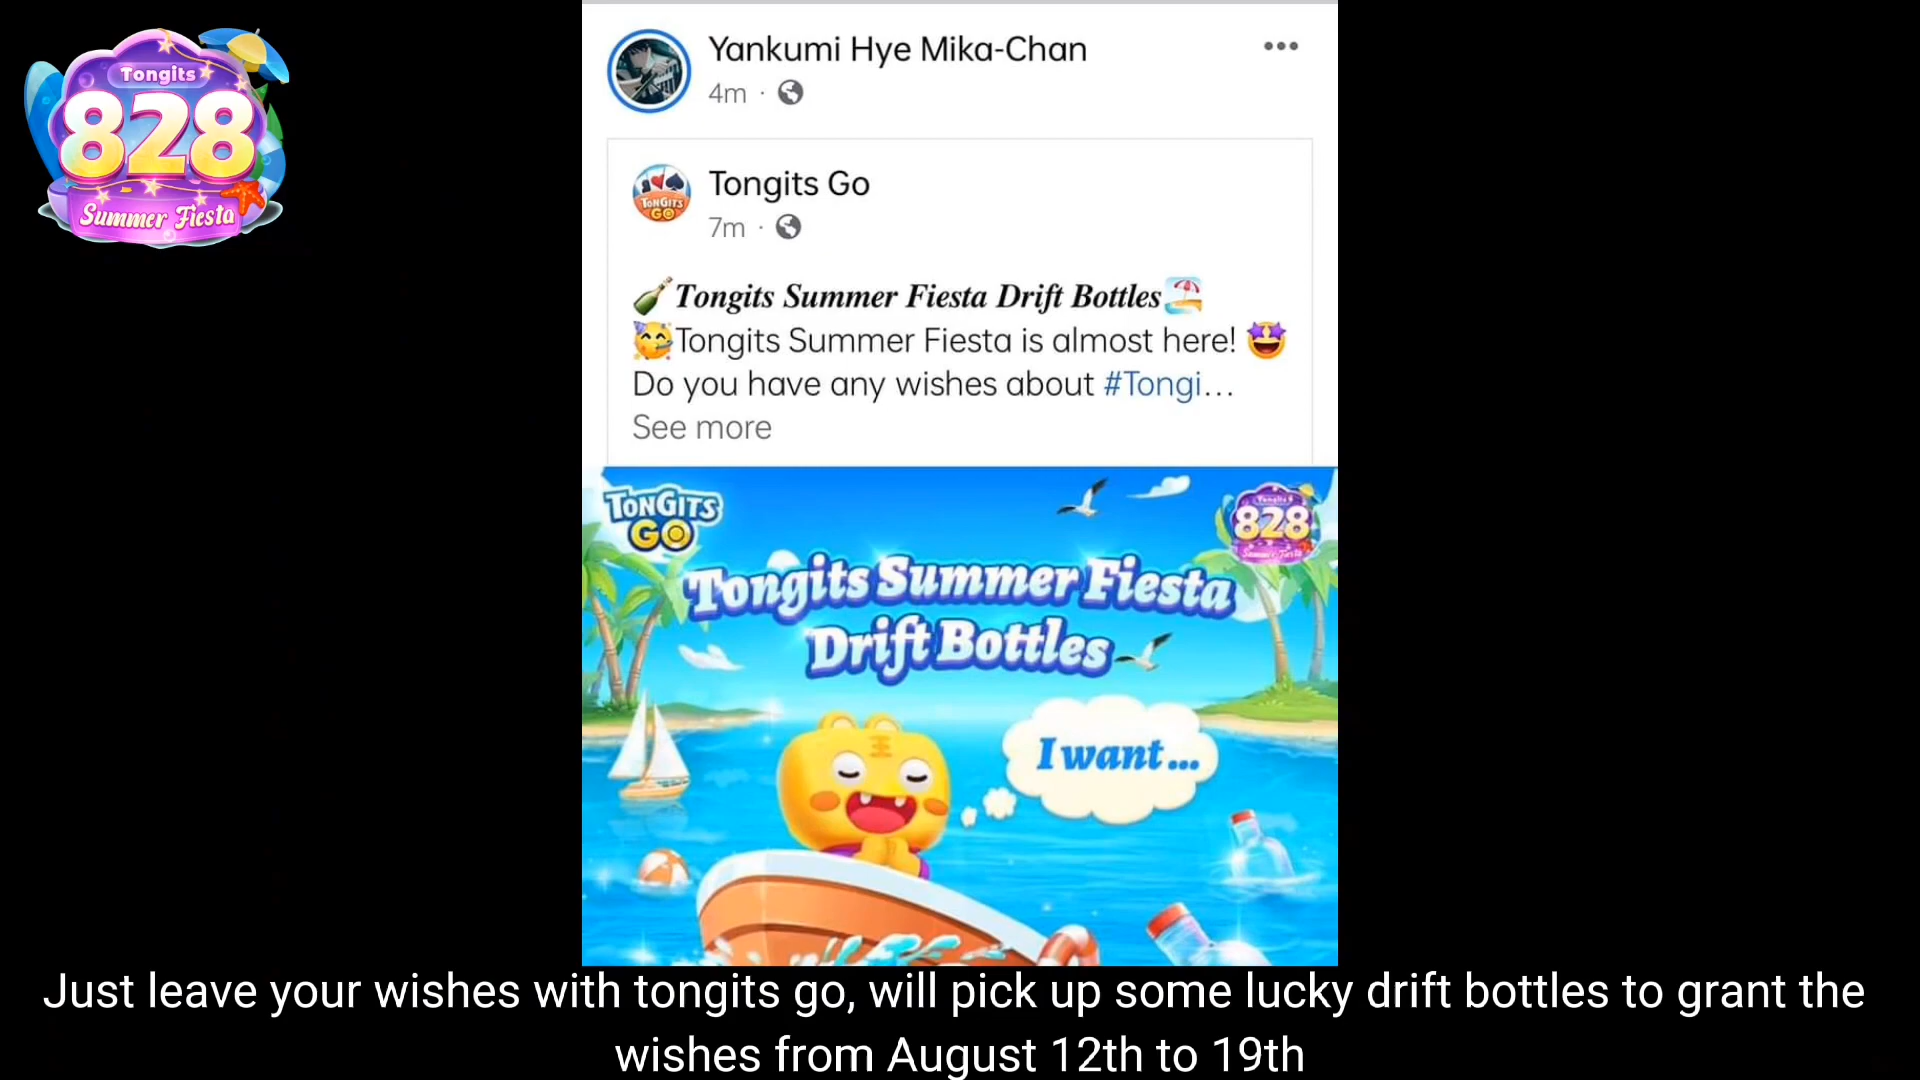 Tongits
828
Summer Fiesta
Yankumi Hye Mika-Chan
4m ·
Tongits Go
7m ·
Tongits Summer Fiesta Drift Bottles
Tongits Summer Fiesta is almost here!
Do you have any wishes about #Tongi...
See more
TONGITS
GO
Tongits
828
Summer Fiesta
Tongits Summer Fiesta
Drift Bottles
I want...
Just leave your wishes with tongits go, will pick up some lucky drift bottles to grant the
wishes from August 12th to 19th